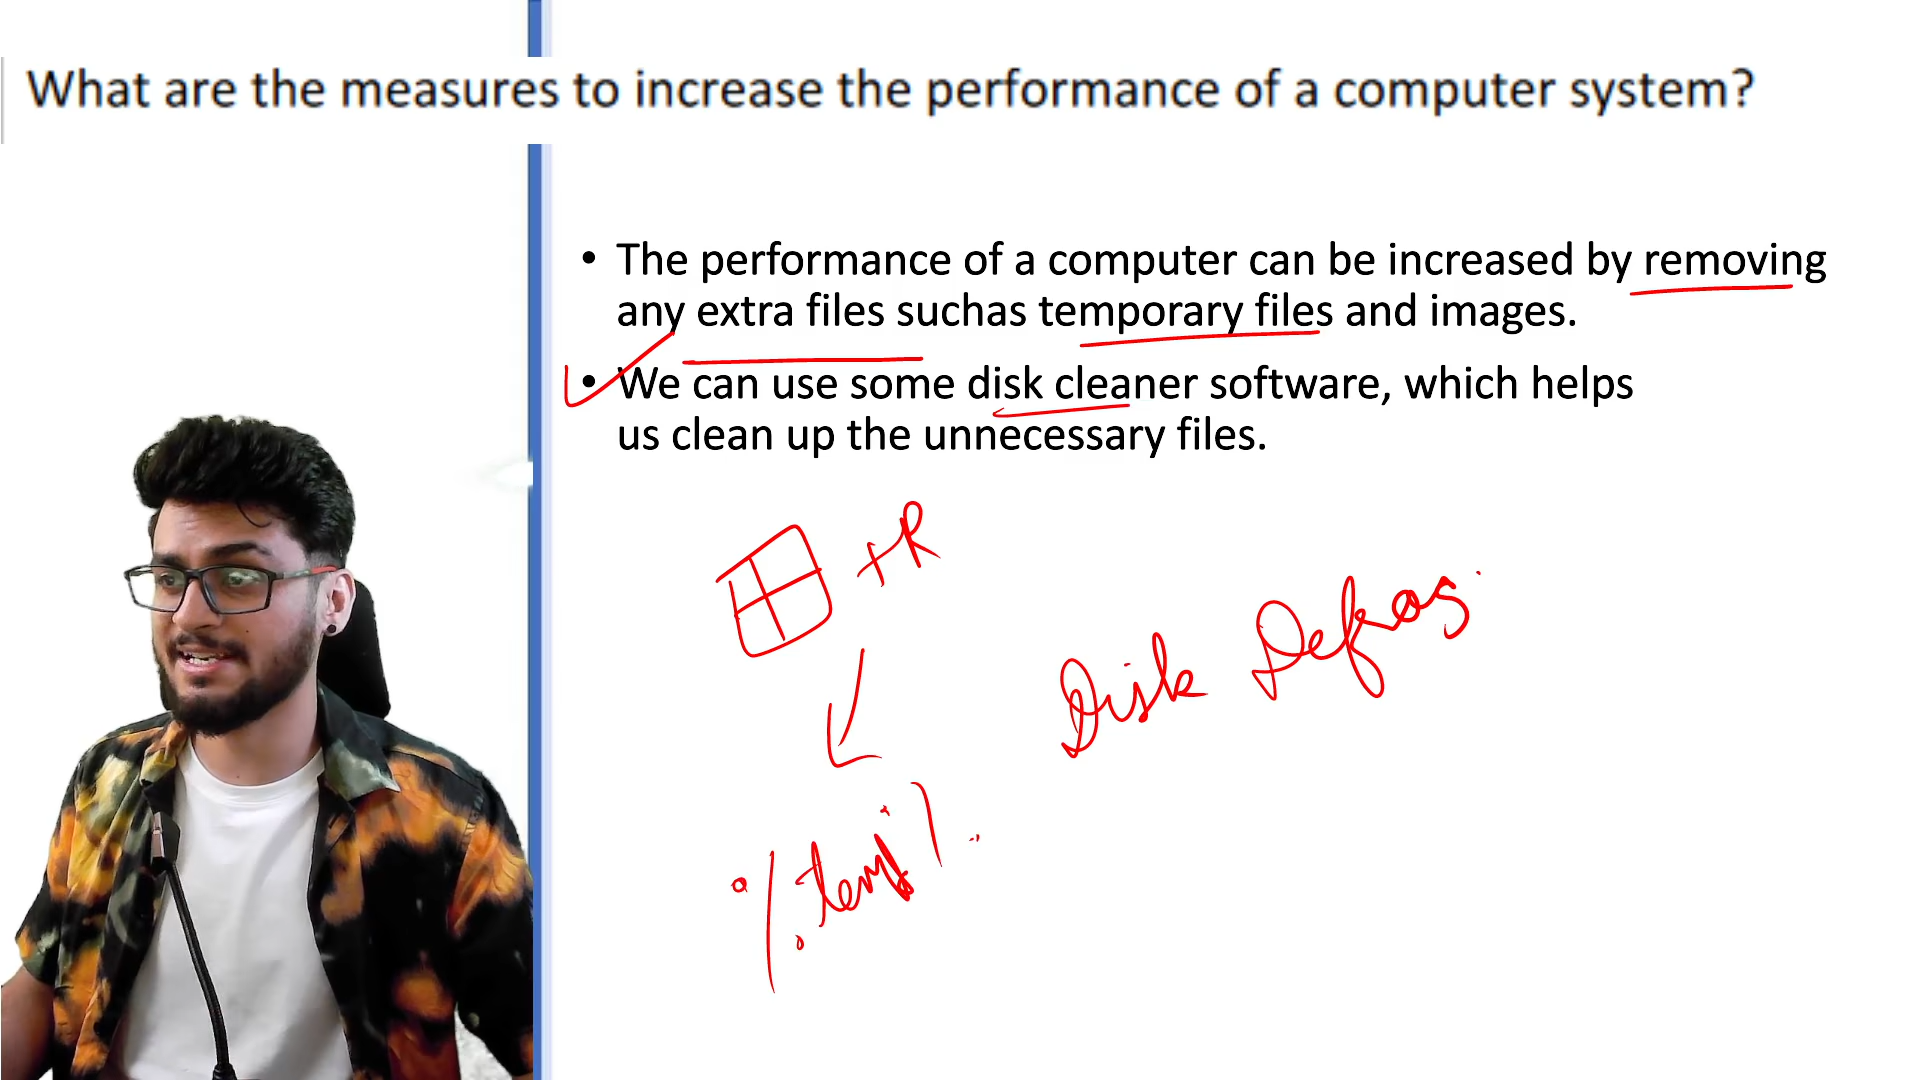 What are the measures to increase the performance of a computer system?
• The performance of a computer can be increased by removing
any extra files suchas temporary files and images.
• We can use some disk cleaner software, which helps
us clean up the unnecessary files.
+R
Disk Defrag.
%temp%